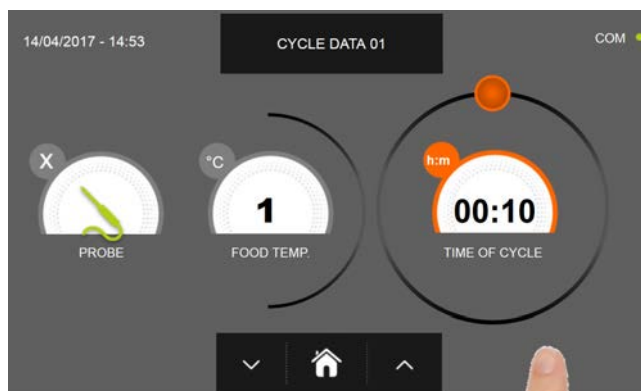 14/04/2017 - 14:53
CYCLE DATA 01
COM
X
°C
h:m
1
00:10
PROBE
FOOD TEMP.
TIME OF CYCLE